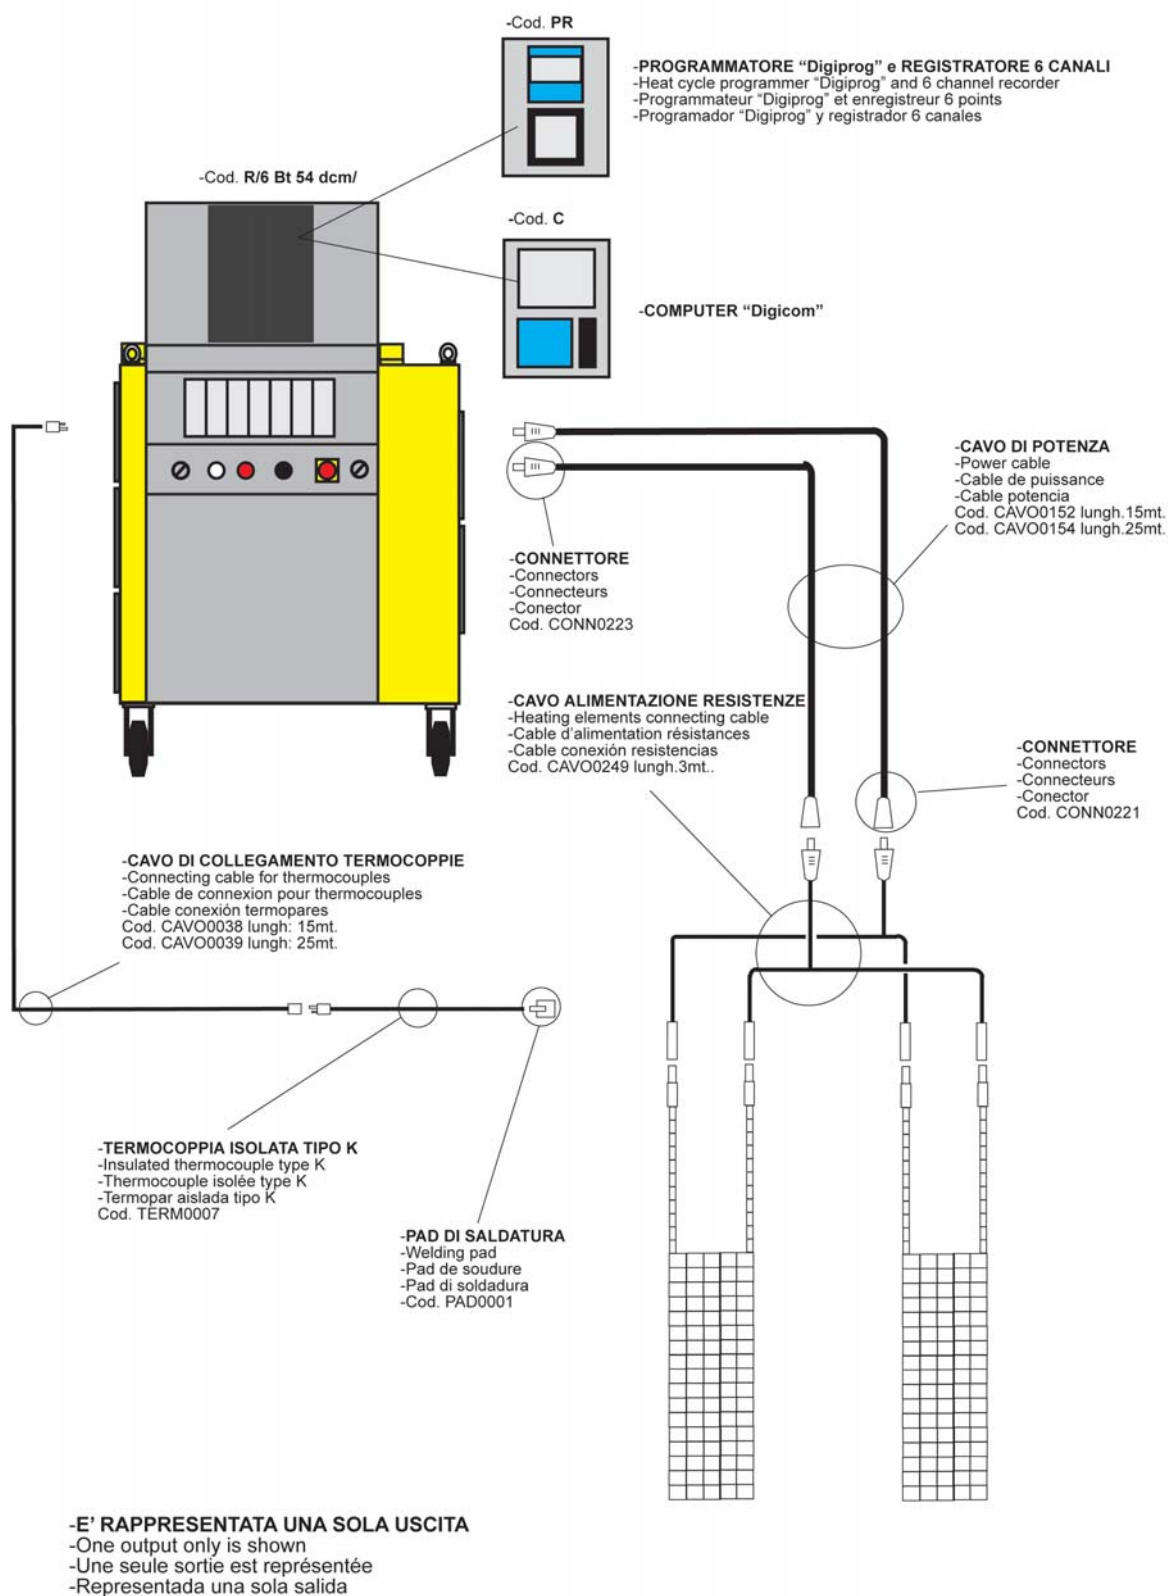 -Cod. PR
-PROGRAMMATORE “Digiprog” e REGISTRATORE 6 CANALI
-Heat cycle programmer “Digiprog” and 6 channel recorder
-Programmateur “Digiprog” et enregistreur 6 points
-Programador “Digiprog” y registrador 6 canales
-Cod. R/6 Bt 54 dcm/
-Cod. C
-COMPUTER “Digicom”
-CAVO DI POTENZA
-Power cable
-Cable de puissance
-Cable potencia
Cod. CAVO0152 lungh.15mt.
Cod. CAVO0154 lungh.25mt.
-CONNETTORE
-Connectors
-Connecteurs
-Conector
Cod. CONN0223
-CAVO ALIMENTAZIONE RESISTENZE
-Heating elements connecting cable
-Cable d’alimentation résistances
-Cable conexión resistencias
Cod. CAVO0249 lungh.3mt..
-CONNETTORE
-Connectors
-Connecteurs
-Conector
Cod. CONN0221
-CAVO DI COLLEGAMENTO TERMOCOPPIE
-Connecting cable for thermocouples
-Cable de connexion pour thermocouples
-Cable conexión termopares
Cod. CAVO0038 lungh: 15mt.
Cod. CAVO0039 lungh: 25mt.
-TERMOCOPPIA ISOLATA TIPO K
-Insulated thermocouple type K
-Thermocouple isolée type K
-Termopar aislada tipo K
Cod. TERM0007
-PAD DI SALDATURA
-Welding pad
-Pad de soudure
-Pad di soldadura
-Cod. PAD0001
-E’ RAPPRESENTATA UNA SOLA USCITA
-One output only is shown
-Une seule sortie est représentée
-Representada una sola salida